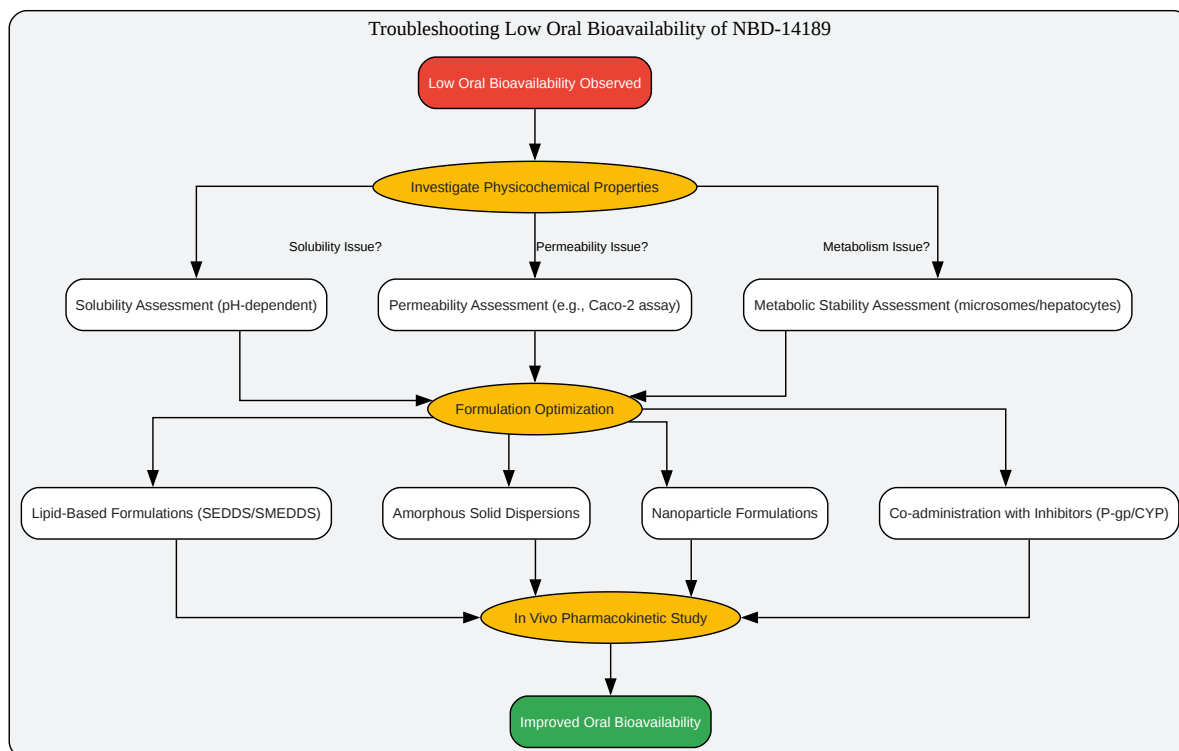 Troubleshooting Low Oral Bioavailability of NBD-14189
Low Oral Bioavailability Observed
Investigate Physicochemical Properties
Solubility Issue?
Permeability Issue?
Metabolism Issue?
Solubility Assessment (pH-dependent)
Permeability Assessment (e.g., Caco-2 assay)
Metabolic Stability Assessment (microsomes/hepatocytes)
Formulation Optimization
Lipid-Based Formulations (SEDDS/SMEDDS)
Amorphous Solid Dispersions
Nanoparticle Formulations
Co-administration with Inhibitors (P-gp/CYP)
In Vivo Pharmacokinetic Study
Improved Oral Bioavailability